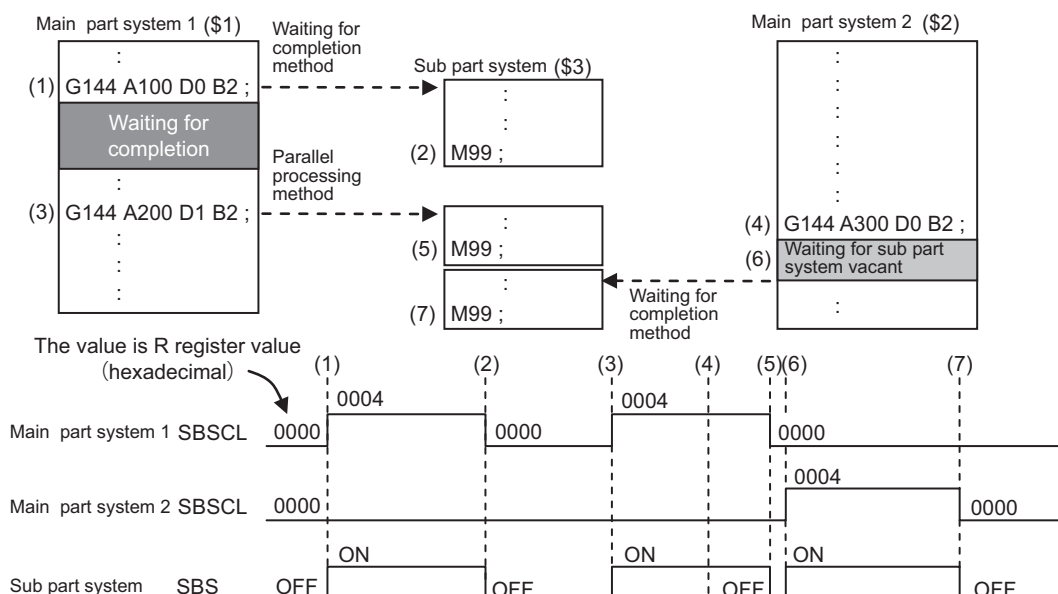 Main part system 1 ($1)
Waiting for
completion
method
Sub part system ($3)
Main part system 2 ($2)
:
(1) G144 A100 D0 B2 ;
Waiting for
completion
:
:
(2) M99 ;
:
(3) G144 A200 D1 B2 ;
:
:
:
Parallel
processing
method
:
(5) M99 ;
:
(7) M99 ;
:
:
:
:
:
:
(4) G144 A300 D0 B2 ;
(6) Waiting for sub part
system vacant
:
Waiting for
completion
method
The value is R register value
(hexadecimal)
(1) (2) (3) (4) (5) (6) (7)
Main part system 1 SBSCL 0000 0004 0000 0004 0000
Main part system 2 SBSCL 0000 0004 0000
Sub part system SBS OFF ON OFF ON OFF ON OFF